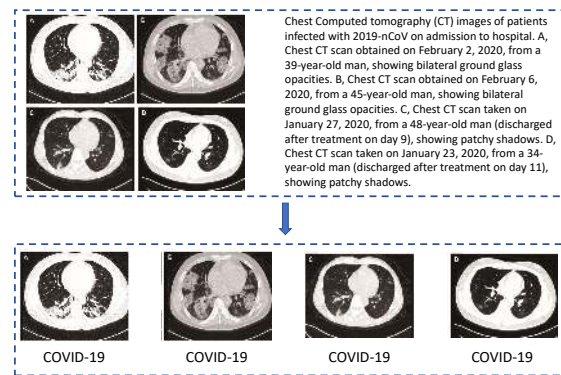 A
B
Chest Computed tomography (CT) images of patients
infected with 2019-nCoV on admission to hospital. A,
Chest CT scan obtained on February 2, 2020, from a
39-year-old man, showing bilateral ground glass
opacities. B, Chest CT scan obtained on February 6,
2020, from a 45-year-old man, showing bilateral
ground glass opacities. C, Chest CT scan taken on
January 27, 2020, from a 48-year-old man (discharged
after treatment on day 9), showing patchy shadows. D,
Chest CT scan taken on January 23, 2020, from a 34-
year-old man (discharged after treatment on day 11),
showing patchy shadows.
C
D
A
B
C
D
COVID-19
COVID-19
COVID-19
COVID-19